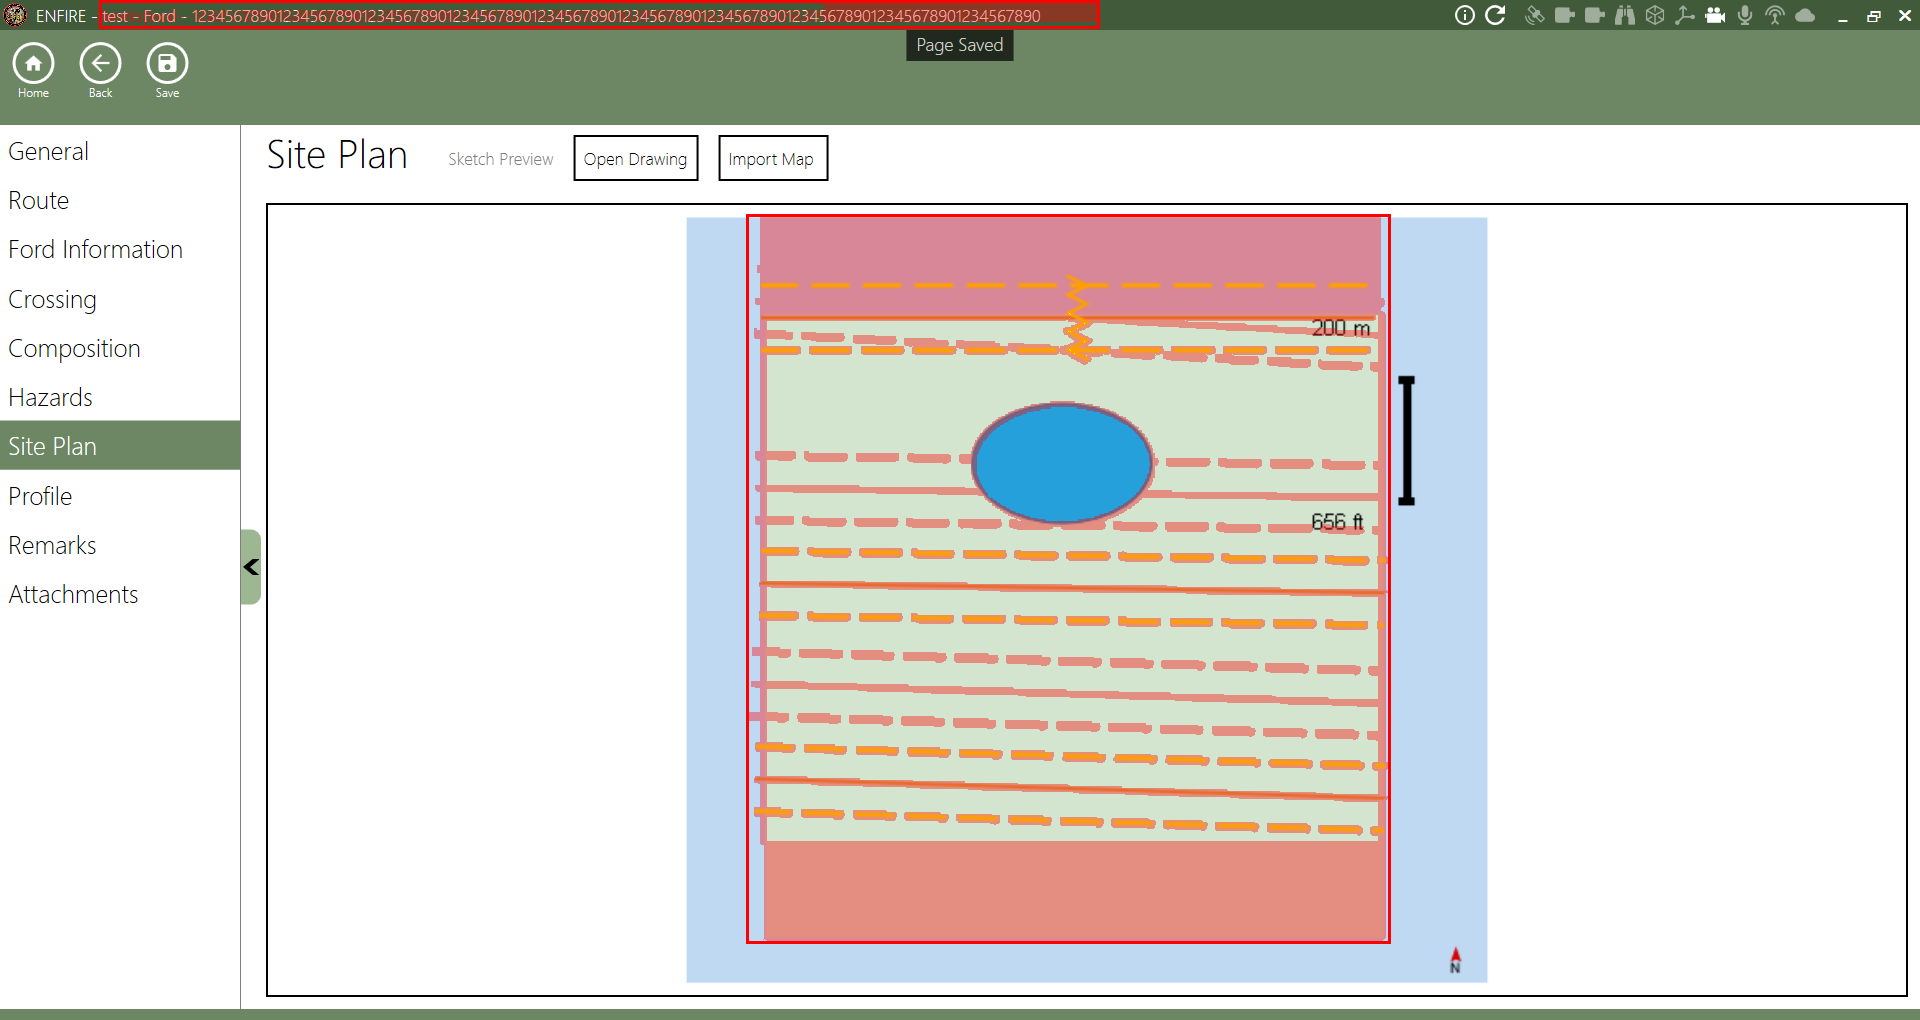 ENFIRE - test - Ford - 1234567890123456789012345678901234567890123456789012345678901234567890123456789012345678901234567890
Page Saved
Home
Back
Save
General
Route
Ford Information
Crossing
Composition
Hazards
Site Plan
Profile
Remarks
Attachments
Site Plan
Sketch Preview
Open Drawing
Import Map
200 m
656 ft
N